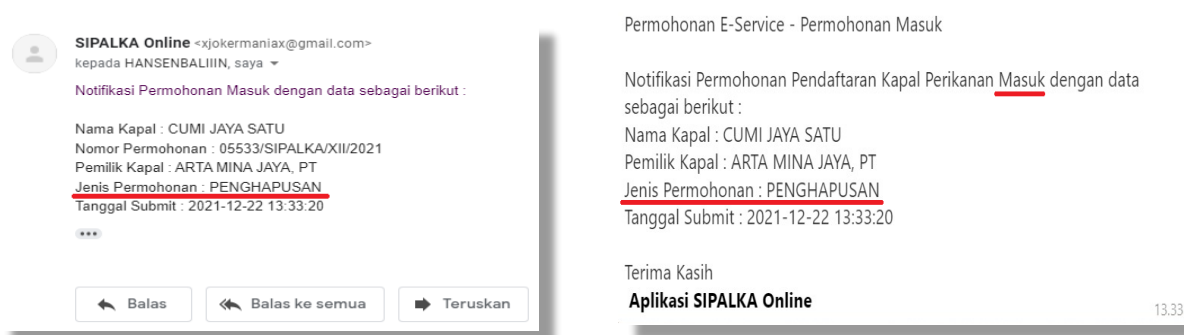 SIPALKA Online <xjokermaniax@gmail.com>
kepada HANSENBALIIIN, saya
Notifikasi Permohonan Masuk dengan data sebagai berikut :
Nama Kapal : CUMI JAYA SATU
Nomor Permohonan : 05533/SIPALKA/XII/2021
Pemilik Kapal : ARTA MINA JAYA, PT
Jenis Permohonan : PENGHAPUSAN
Tanggal Submit : 2021-12-22 13:33:20
Balas
Balas ke semua
Teruskan
Permohonan E-Service - Permohonan Masuk
Notifikasi Permohonan Pendaftaran Kapal Perikanan Masuk dengan data
sebagai berikut :
Nama Kapal : CUMI JAYA SATU
Pemilik Kapal : ARTA MINA JAYA, PT
Jenis Permohonan : PENGHAPUSAN
Tanggal Submit : 2021-12-22 13:33:20
Terima Kasih
Aplikasi SIPALKA Online
13.33